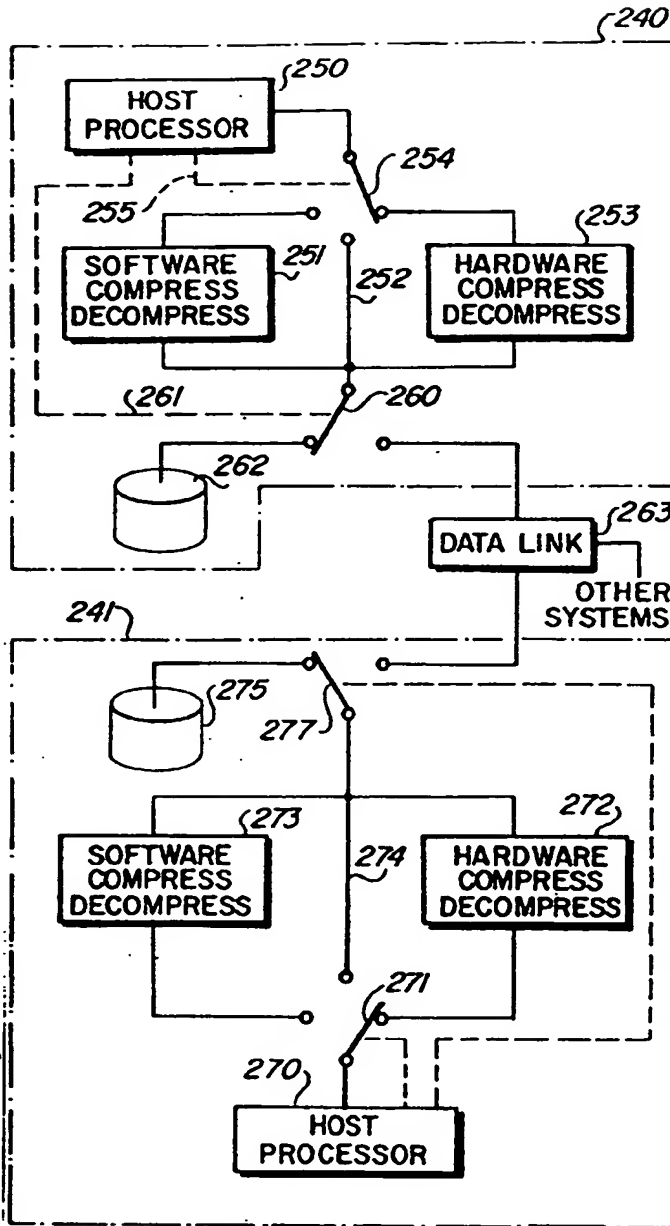 240
250
HOST
PROCESSOR
254
255
253
SOFTWARE
COMPRESS
DECOMPRESS
251
252
HARDWARE
COMPRESS
DECOMPRESS
261
260
262
263
DATA LINK
OTHER
SYSTEMS
241
275
277
273
272
SOFTWARE
COMPRESS
DECOMPRESS
274
HARDWARE
COMPRESS
DECOMPRESS
271
270
HOST
PROCESSOR